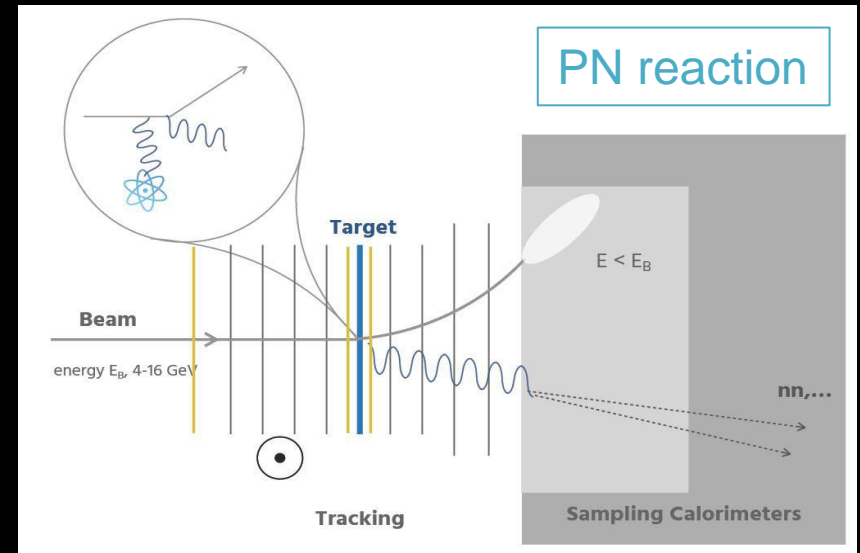 PN reaction
Target
E < E_B
Beam
energy E_B, 4-16 GeV
nn,...
Tracking
Sampling Calorimeters